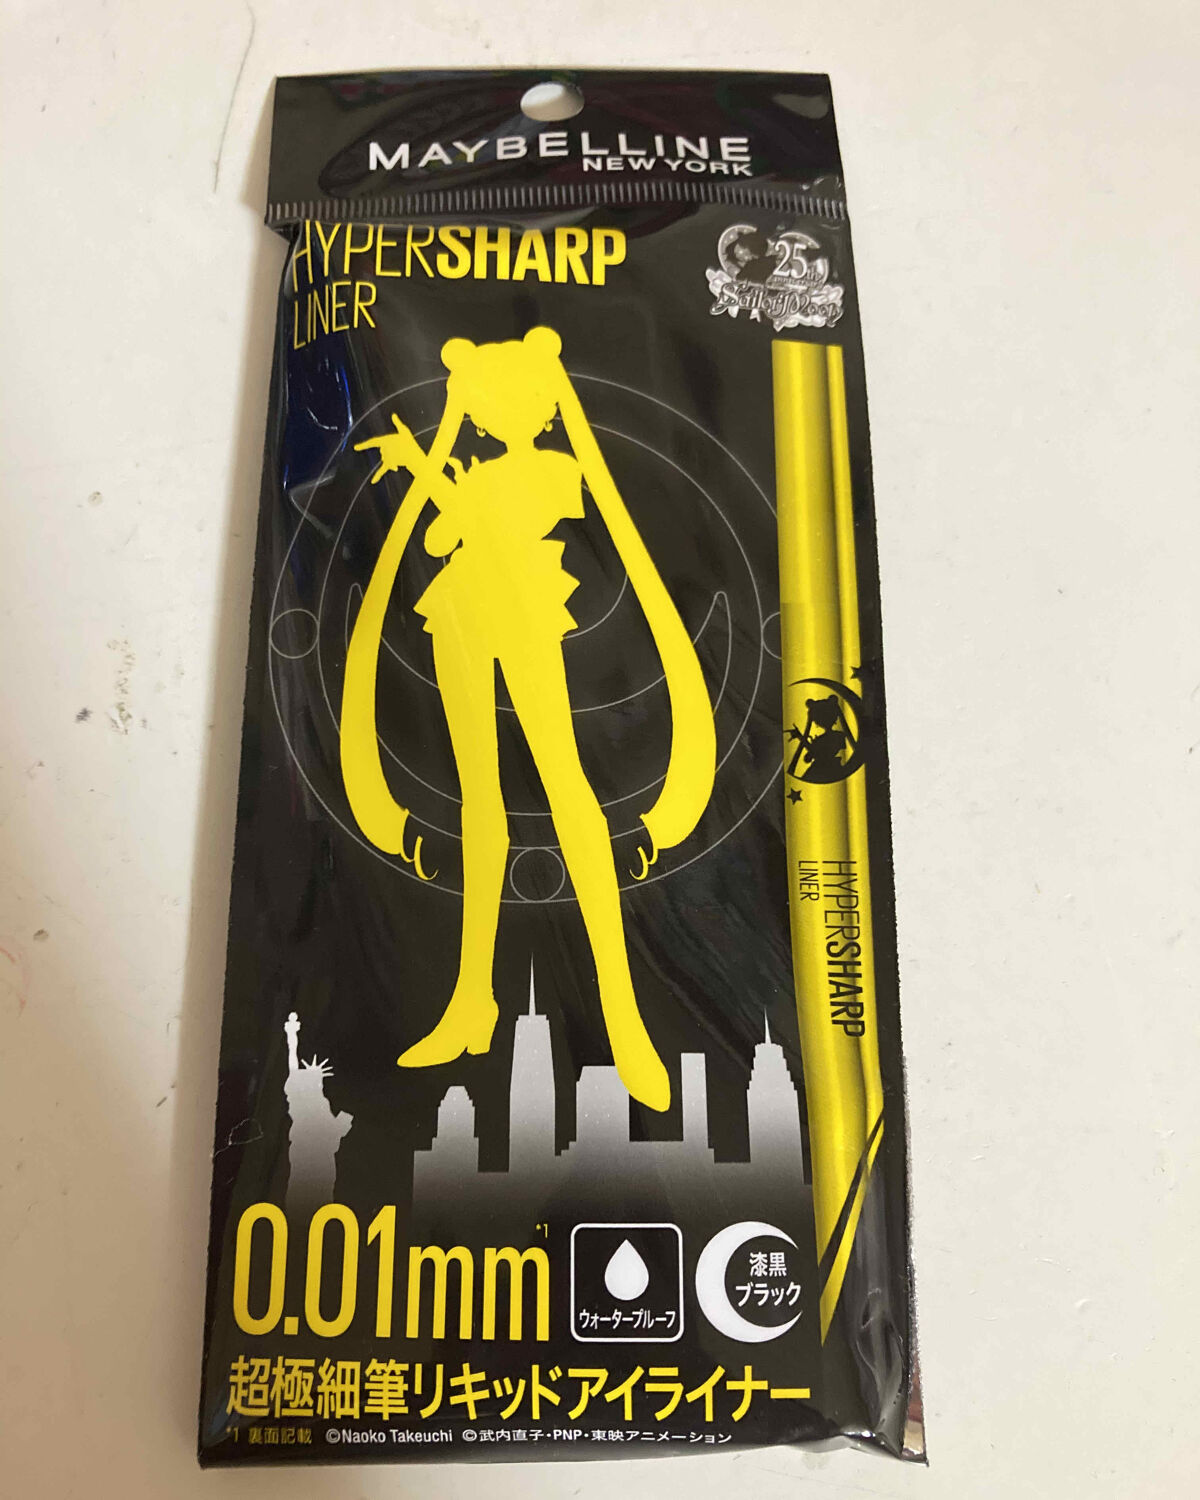 MAYBELLINE
NEW YORK
HYPERSHARP
LINER
25th
anniversary
Sailor Moon
HYPERSHARP
LINER
0.01mm*1
ウォータープルーフ
漆黒
ブラック
超極細筆リキッドアイライナー
*1 裏面記載 ©Naoko Takeuchi ©武内直子・PNP・東映アニメーション